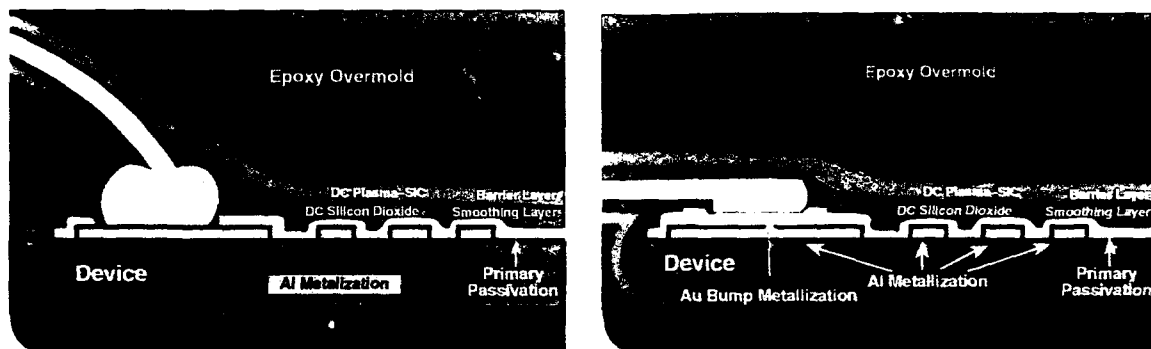 Epoxy Overmold
DC Plasma-SiC
Barrier Layers
DC Silicon Dioxide
Smoothing Layers
Device
Al Metalization
Primary
Passivation
Epoxy Overmold
DC Plasma-SiC
Barrier Layers
DC Silicon Dioxide
Smoothing Layers
Device
Au Bump Metallization
Al Metallization
Primary
Passivation